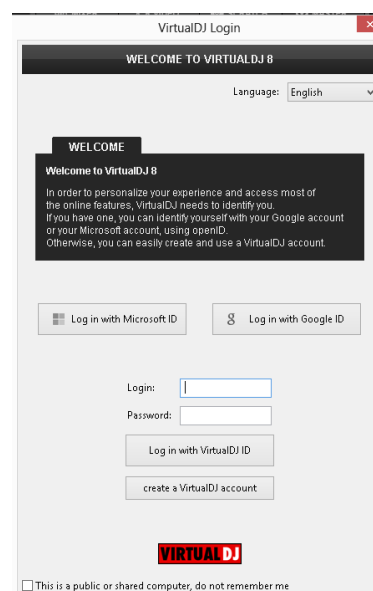 VirtualDJ Login
WELCOME TO VIRTUALDJ 8
Language: English
WELCOME
Welcome to VirtualDJ 8
In order to personalize your experience and access most of
the online features, VirtualDJ needs to identify you.
If you have one, you can identify yourself with your Google account
or your Microsoft account, using openID.
Otherwise, you can easily create and use a VirtualDJ account.
Log in with Microsoft ID
g Log in with Google ID
Login:
Password:
Log in with VirtualDJ ID
create a VirtualDJ account
VIRTUAL DJ
This is a public or shared computer, do not remember me